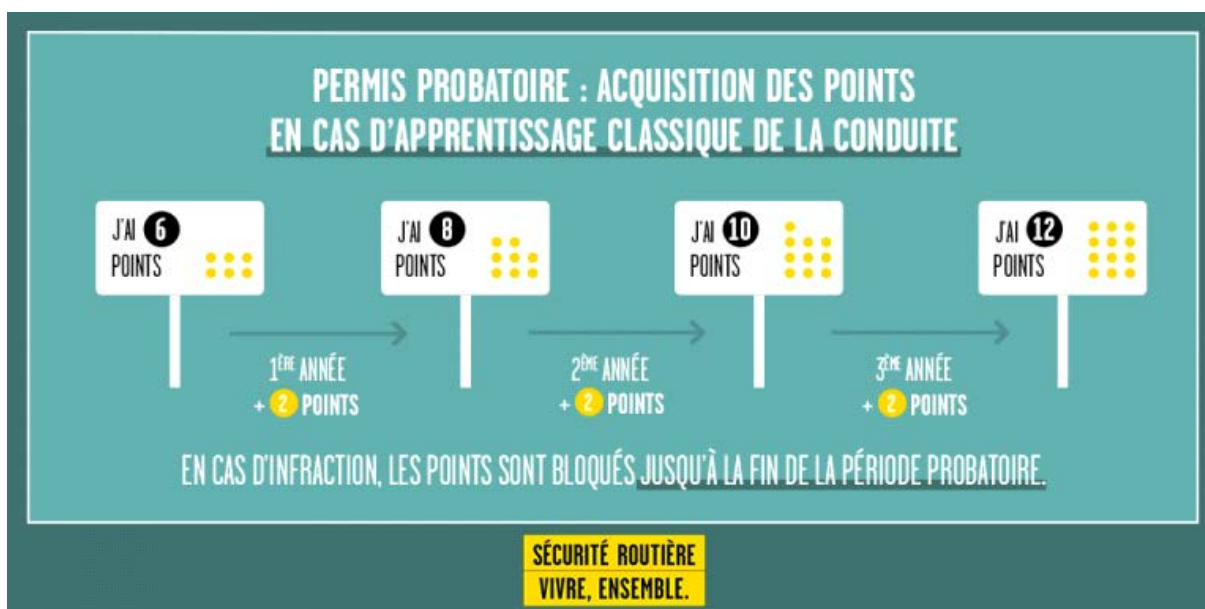 PERMIS PROBATOIRE : ACQUISITION DES POINTS
EN CAS D'APPRENTISSAGE CLASSIQUE DE LA CONDUITE
J'AI 6
POINTS
J'AI 8
POINTS
J'AI 10
POINTS
J'AI 12
POINTS
1ÈRE ANNÉE
+ 2 POINTS
2ÈME ANNÉE
+ 2 POINTS
3ÈME ANNÉE
+ 2 POINTS
EN CAS D'INFRACTION, LES POINTS SONT BLOQUÉS JUSQU'À LA FIN DE LA PÉRIODE PROBATOIRE.
SÉCURITÉ ROUTIÈRE
VIVRE, ENSEMBLE.